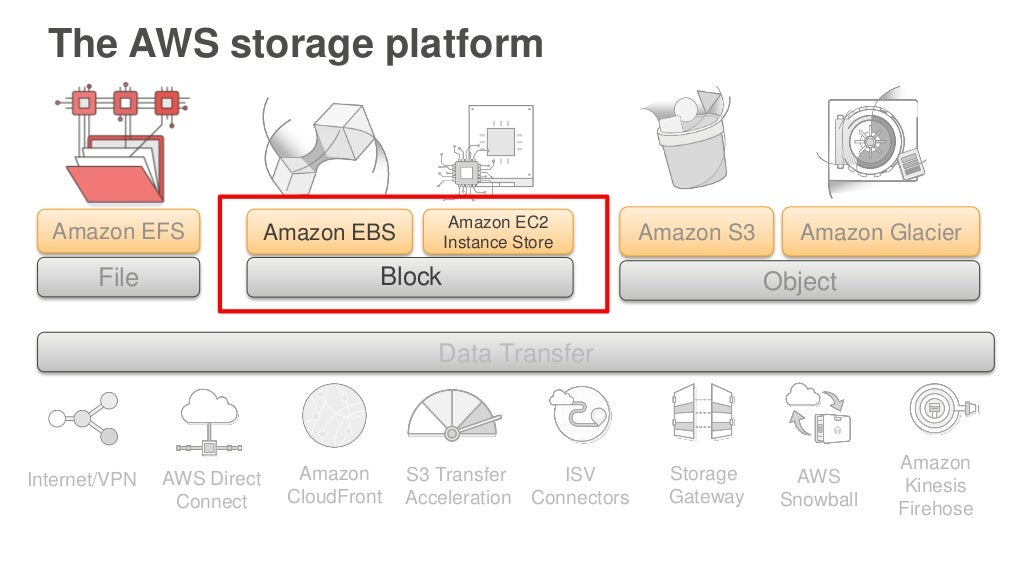 The AWS storage platform
Amazon EFS
Amazon EBS
Amazon EC2
Instance Store
Amazon S3
Amazon Glacier
File
Block
Object
Data Transfer
Internet/VPN
AWS Direct
Connect
Amazon
CloudFront
S3 Transfer
Acceleration
ISV
Connectors
Storage
Gateway
AWS
Snowball
Amazon
Kinesis
Firehose